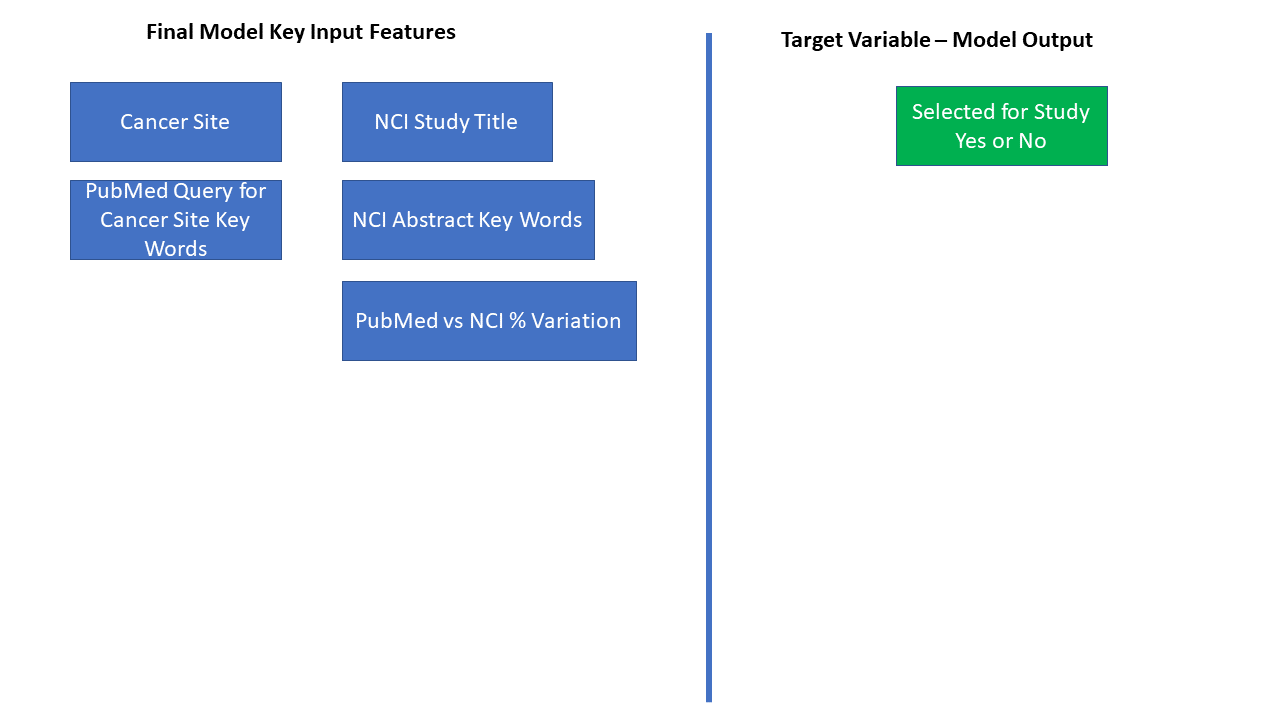 Final Model Key Input Features
Target Variable – Model Output
Cancer Site
NCI Study Title
Selected for Study
Yes or No
PubMed Query for
Cancer Site Key
Words
NCI Abstract Key Words
PubMed vs NCI % Variation